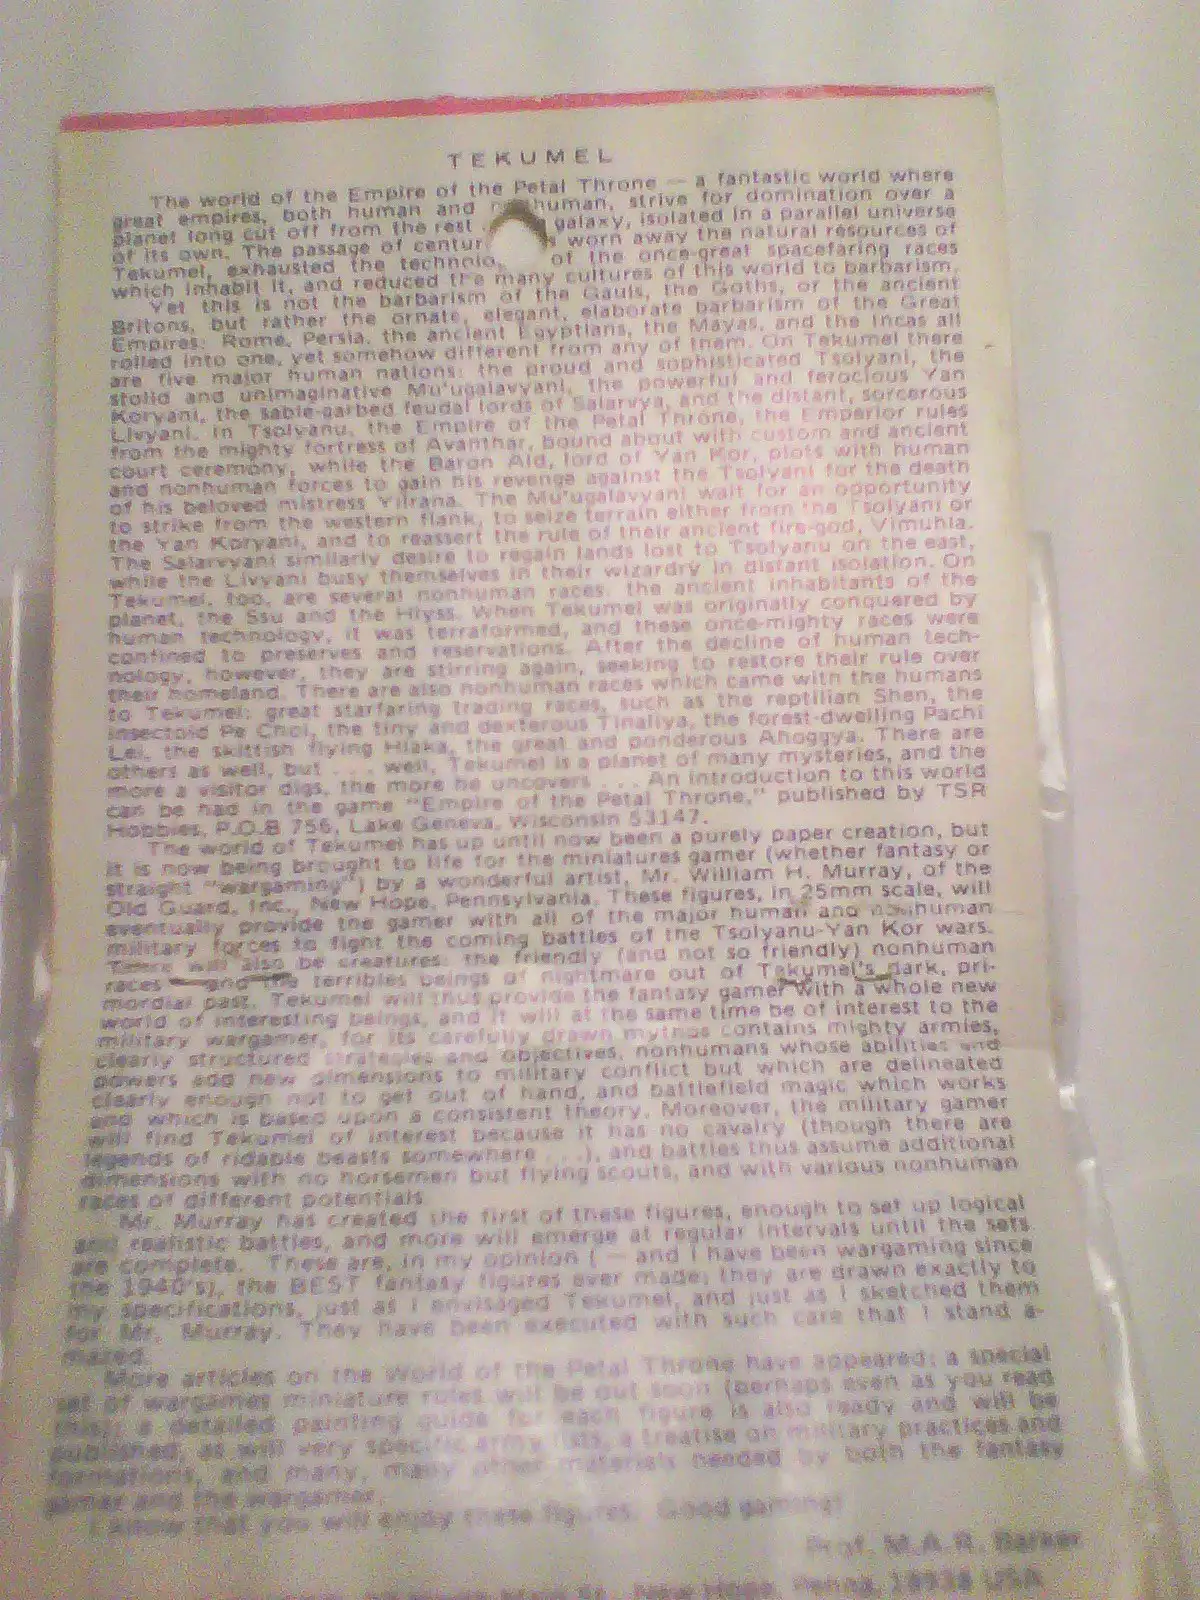 TEKUMEL
The world of the Empire of the Petal Throne — a fantastic world where
great empires, both human and nonhuman, strive for domination over a
planet long cut off from the rest galaxy, isolated in a parallel universe
of its own. The passage of centur s worn away the natural resources of
Tekumel, exhausted the technolo of the once-great spacefaring races
which inhabit it, and reduced the many cultures of this world to barbarism.
Yet this is not the barbarism of the Gauls, the Goths, or the ancient
Britons, but rather the ornate, elegant, elaborate barbarism of the Great
Empires: Rome, Persia, the ancient Egyptians, the Mayas, and the Incas all
rolled into one, yet somehow different from any of them. On Tekumel there
are five major human nations: the proud and sophisticated Tsolyani, the
stolid and unimaginative Mu'ugalavyani, the powerful and ferocious Yan
Koryani, the sable-garbed feudal lords of Salarvya, and the distant, sorcerous
Livyani. In Tsolyanu, the Empire of the Petal Throne, the Emperor rules
from the mighty fortress of Avanthar, bound about with custom and ancient
court ceremony, while the Baron Ald, lord of Yan Kor, plots with human
and nonhuman forces to gain his revenge against the Tsolyani for the death
of his beloved mistress Yilrana. The Mu'ugalavyani wait for an opportunity
to strike from the western flank, to seize terrain either from the Tsolyani or
the Yan Koryani, and to reassert the rule of their ancient fire-god, Vimuhla.
The Salarvyani similarly desire to regain lands lost to Tsolyanu on the east,
while the Livyani busy themselves in their wizardry in distant isolation. On
Tekumel, too, are several nonhuman races: the ancient inhabitants of the
planet, the Ssu and the Hlyss. When Tekumel was originally conquered by
human technology, it was terraformed, and these once-mighty races were
confined to preserves and reservations. After the decline of human tech-
nology, however, they are stirring again, seeking to restore their rule over
their homeland. There are also nonhuman races which came with the humans
to Tekumel: great starfaring trading races, such as the reptilian Shen, the
insectoid Pe Choi, the tiny and dexterous Tinaliya, the forest-dwelling Pachi
Lei, the skittish flying Hlaka, the great and ponderous Ahoggya. There are
others as well, but . . . well, Tekumel is a planet of many mysteries, and the
more a visitor digs, the more he uncovers . . . An introduction to this world
can be had in the game "Empire of the Petal Throne," published by TSR
Hobbies, P.O.B 756, Lake Geneva, Wisconsin 53147.
The world of Tekumel has up until now been a purely paper creation, but
it is now being brought to life for the miniatures gamer (whether fantasy or
straight "wargaming") by a wonderful artist, Mr. William H. Murray, of the
Old Guard, Inc., New Hope, Pennsylvania. These figures, in 25mm scale, will
eventually provide the gamer with all of the major human and nonhuman
military forces to fight the coming battles of the Tsolyanu-Yan Kor wars.
There will also be creatures: the friendly (and not so friendly) nonhuman
races — and the terribles beings of nightmare out of Tekumel's dark, pri-
mordial past. Tekumel will thus provide the fantasy gamer with a whole new
world of interesting beings, and it will at the same time be of interest to the
military wargamer, for its carefully drawn mythos contains mighty armies,
clearly structured strategies and objectives, nonhumans whose abilities and
powers add new dimensions to military conflict but which are delineated
clearly enough not to get out of hand, and battlefield magic which works
and which is based upon a consistent theory. Moreover, the military gamer
will find Tekumel of interest because it has no cavalry (though there are
legends of ridable beasts somewhere . . .), and battles thus assume additional
dimensions with no horsemen but flying scouts, and with various nonhuman
races of different potentials.
Mr. Murray has created the first of these figures, enough to set up logical
and realistic battles, and more will emerge at regular intervals until the sets
are complete. These are, in my opinion ( — and I have been wargaming since
the 1940's), the BEST fantasy figures ever made; they are drawn exactly to
my specifications, just as I envisaged Tekumel, and just as I sketched them
for Mr. Murray. They have been executed with such care that I stand a-
mazed.
More articles on the World of the Petal Throne have appeared; a special
set of wargames miniature rules will be out soon (perhaps even as you read
this); a detailed painting guide for each figure is also ready and will be
published, as will very specific army lists, a treatise on military practices and
formations, and many, many other materials needed by both the fantasy
gamer and the wargamer.
I know that you will enjoy these figures. Good gaming!
Prof. M.A.R. Barker
Main St., New Hope, Penna. 18938 USA